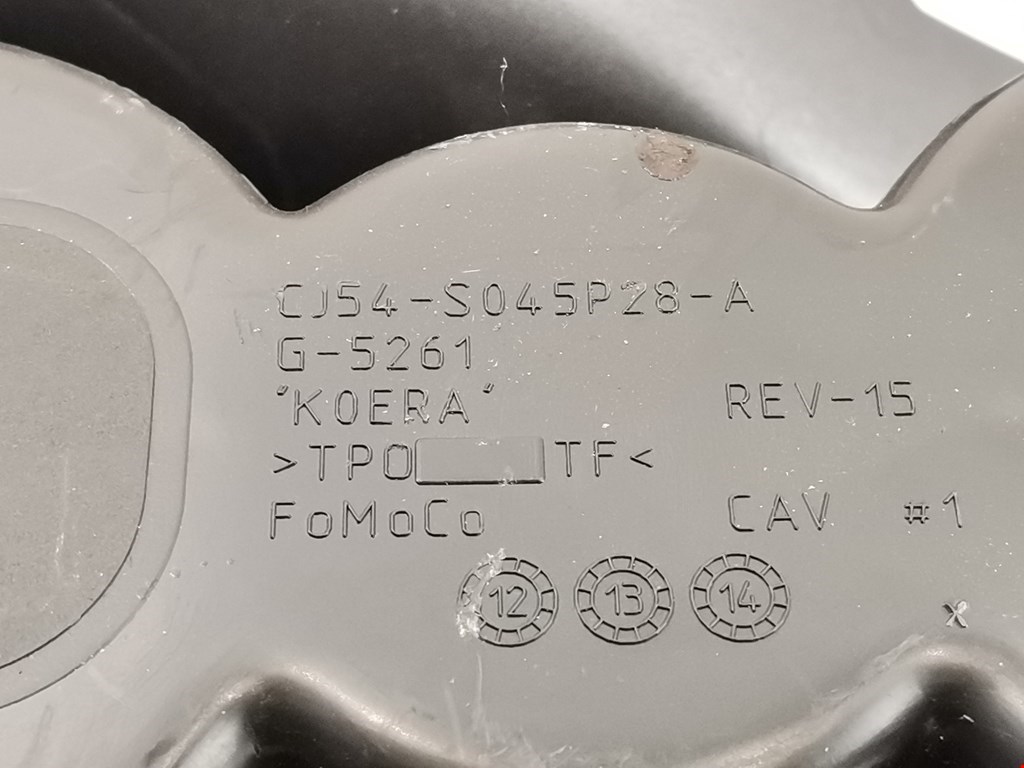 CJ54-S045P28-A
G-5261
"KOERA" REV-15
>TPO TF<
FoMoCo CAV #1
12 13 14
X